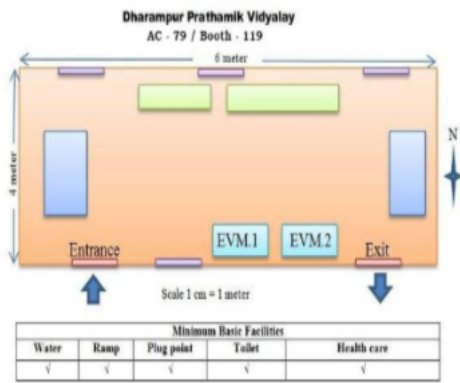 Dharampur Prathamik Vidyalay
AC - 79 / Booth - 119
6 meter
4 meter
N
EVM.1 EVM.2
Entrance Exit
Scale 1 cm = 1 meter
Minimum Basic Facilities
Water Ramp Plug point Toilet Health care
√ √ √ √ √